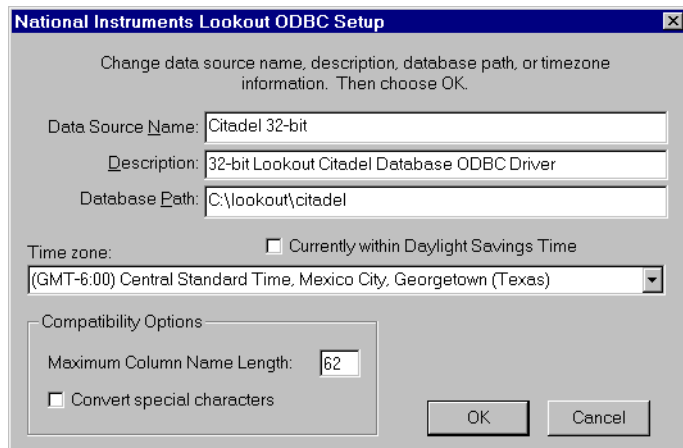 National Instruments Lookout ODBC Setup
Change data source name, description, database path, or timezone
information. Then choose OK.
Data Source Name: Citadel 32-bit
Description: 32-bit Lookout Citadel Database ODBC Driver
Database Path: C:\lookout\citadel
Time zone: Currently within Daylight Savings Time
(GMT-6:00) Central Standard Time, Mexico City, Georgetown (Texas)
Compatibility Options
Maximum Column Name Length: 62
Convert special characters
OK Cancel